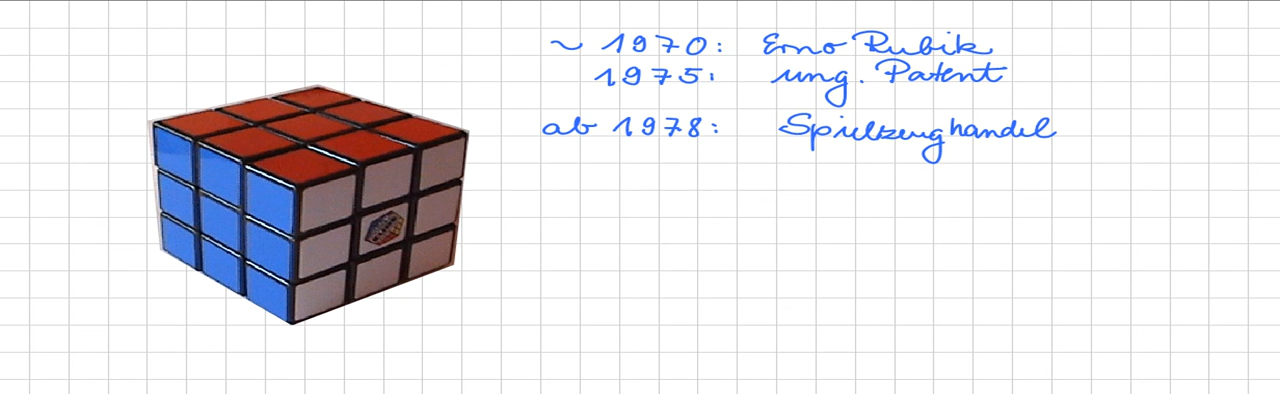 ~ 1970: Erno Rubik
1975: ung. Patent
ab 1978: Spielzeughandel